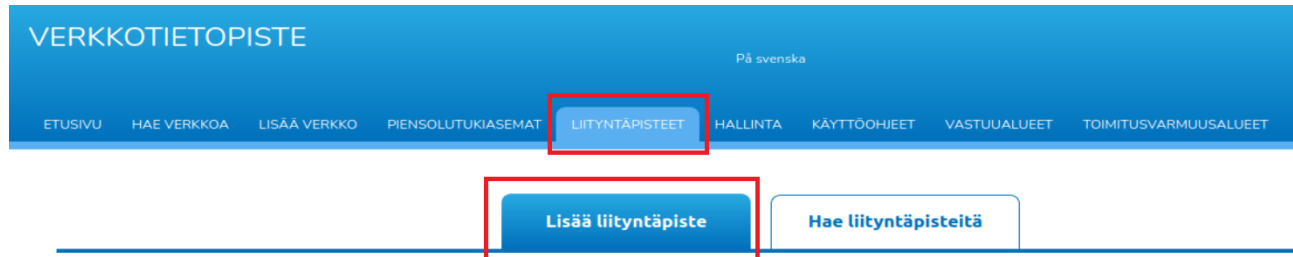 VERKKOTIETOPISTE
På svenska
ETUSIVU HAE VERKKOA LISÄÄ VERKKO PIENSOLUTUKIASEMAT LIITYNTÄPISTEET HALLINTA KÄYTTÖOHJEET VASTUUALUEET TOIMITUSVARMUUSALUEET
Lisää liityntäpiste Hae liityntäpisteitä